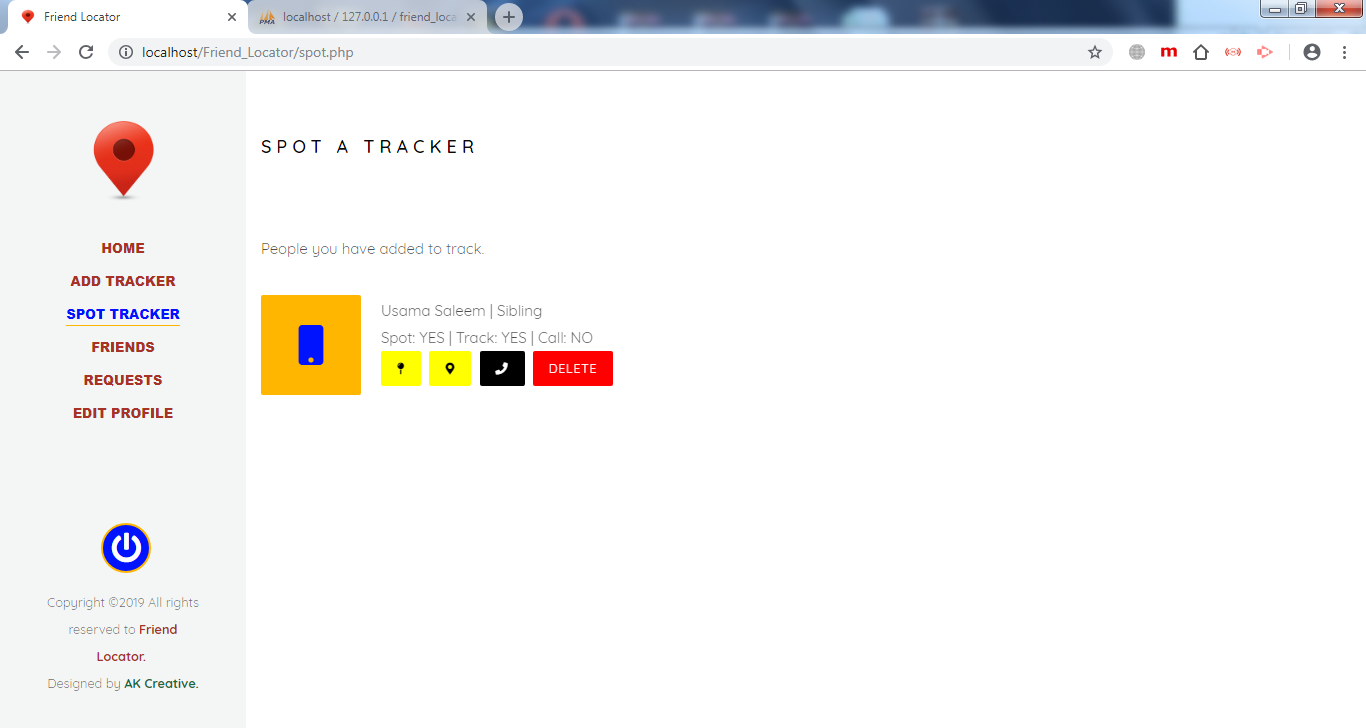 Friend Locator
localhost / 127.0.0.1 / friend_loca
localhost/Friend_Locator/spot.php
m
HOME
ADD TRACKER
SPOT TRACKER
FRIENDS
REQUESTS
EDIT PROFILE
Copyright ©2019 All rights
reserved to Friend
Locator.
Designed by AK Creative.
SPOT A TRACKER
People you have added to track.
Usama Saleem | Sibling
Spot: YES | Track: YES | Call: NO
DELETE